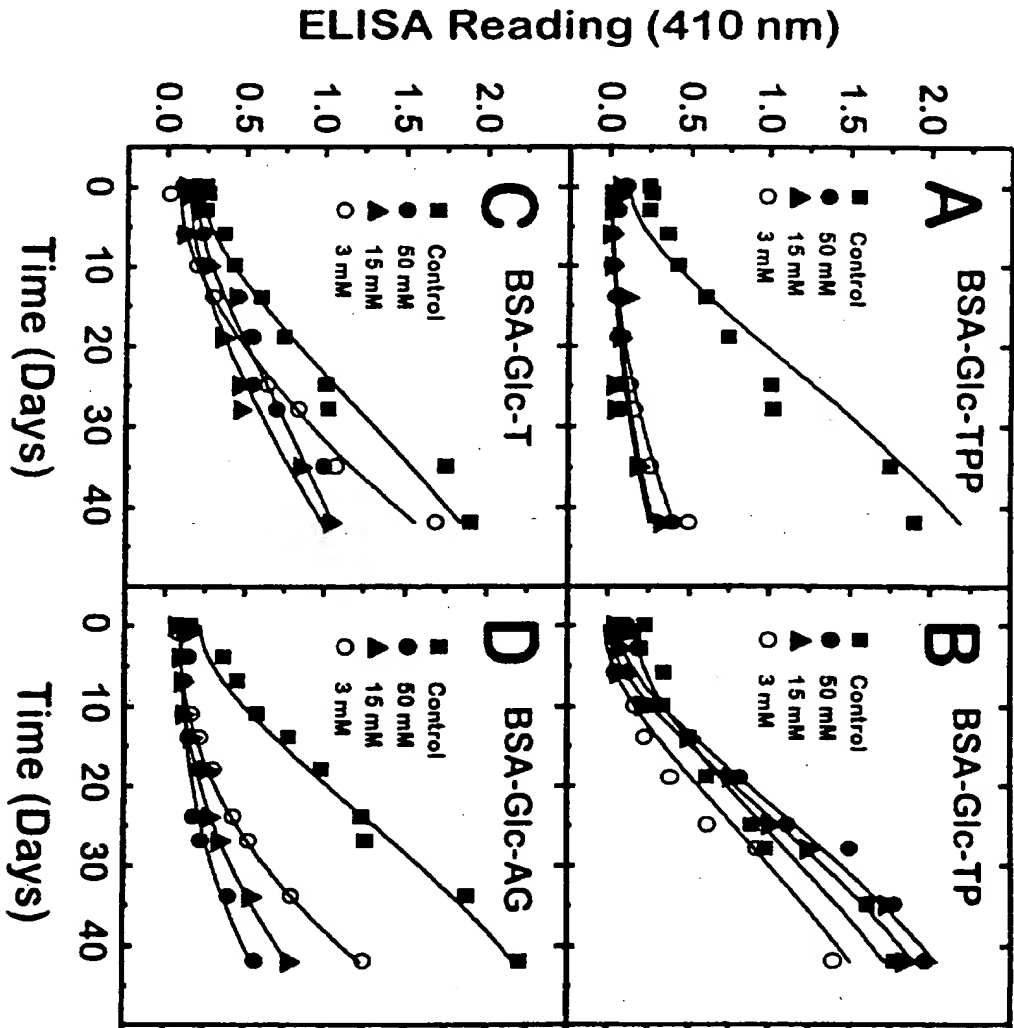 ELISA Reading (410 nm)
2.0
1.5
1.0
0.5
0.0
A
BSA-Glc-TPP
Control
50 mM
15 mM
3 mM
B
BSA-Glc-TP
Control
50 mM
15 mM
3 mM
2.0
1.5
1.0
0.5
0.0
C
BSA-Glc-T
Control
50 mM
15 mM
3 mM
D
BSA-Glc-AG
Control
50 mM
15 mM
3 mM
0 10 20 30 40
0 10 20 30 40
Time (Days)
Time (Days)